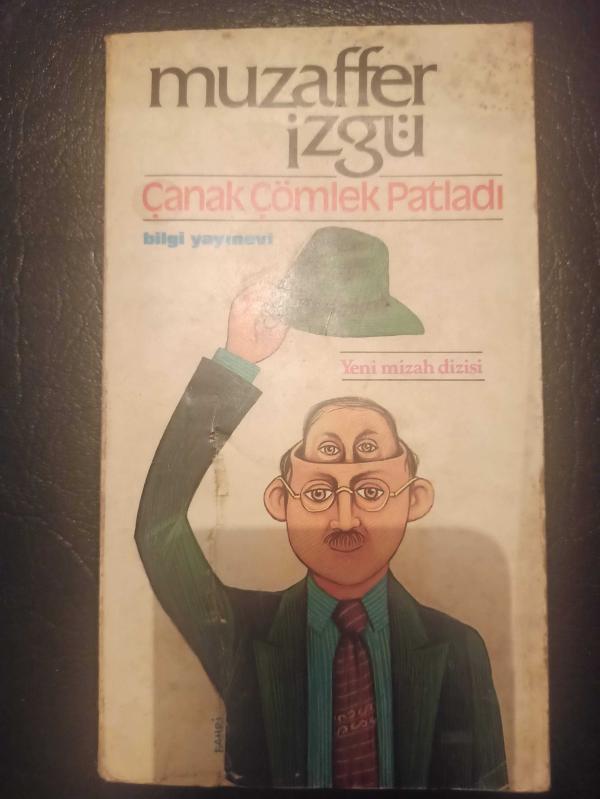 muzaffer
izgü
Çanak Çömlek Patladı
bilgi yayınevi
Yeni mizah dizisi